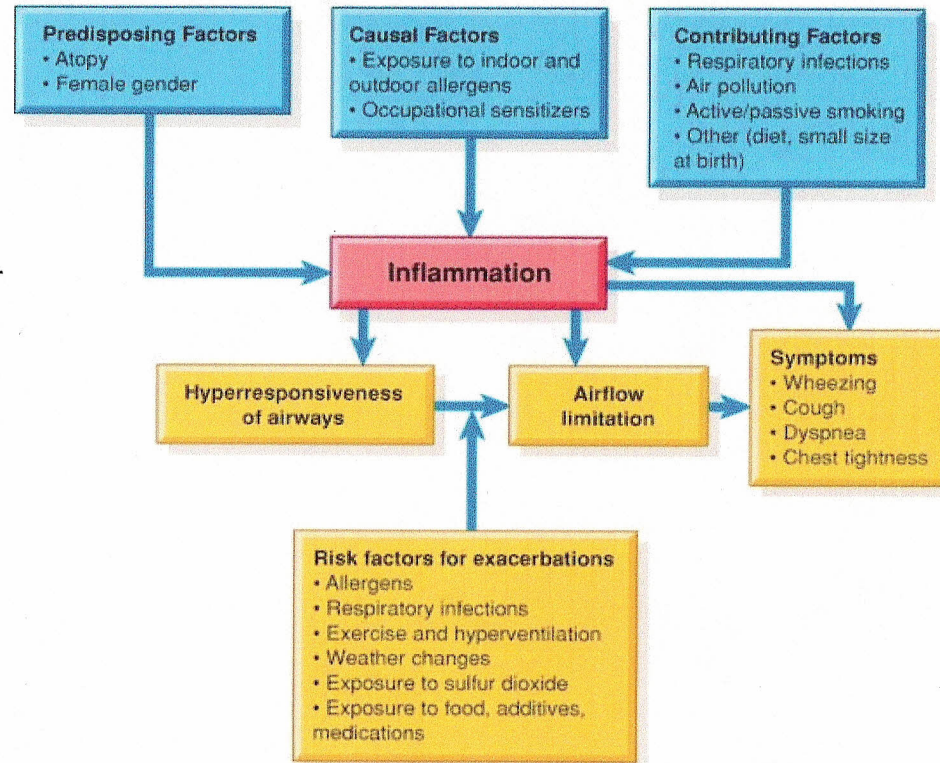 Predisposing Factors
• Atopy
• Female gender
Causal Factors
• Exposure to indoor and
outdoor allergens
• Occupational sensitizers
Contributing Factors
• Respiratory infections
• Air pollution
• Active/passive smoking
• Other (diet, small size
at birth)
Inflammation
Hyperresponsiveness
of airways
Airflow
limitation
Symptoms
• Wheezing
• Cough
• Dyspnea
• Chest tightness
Risk factors for exacerbations
• Allergens
• Respiratory infections
• Exercise and hyperventilation
• Weather changes
• Exposure to sulfur dioxide
• Exposure to food, additives,
medications